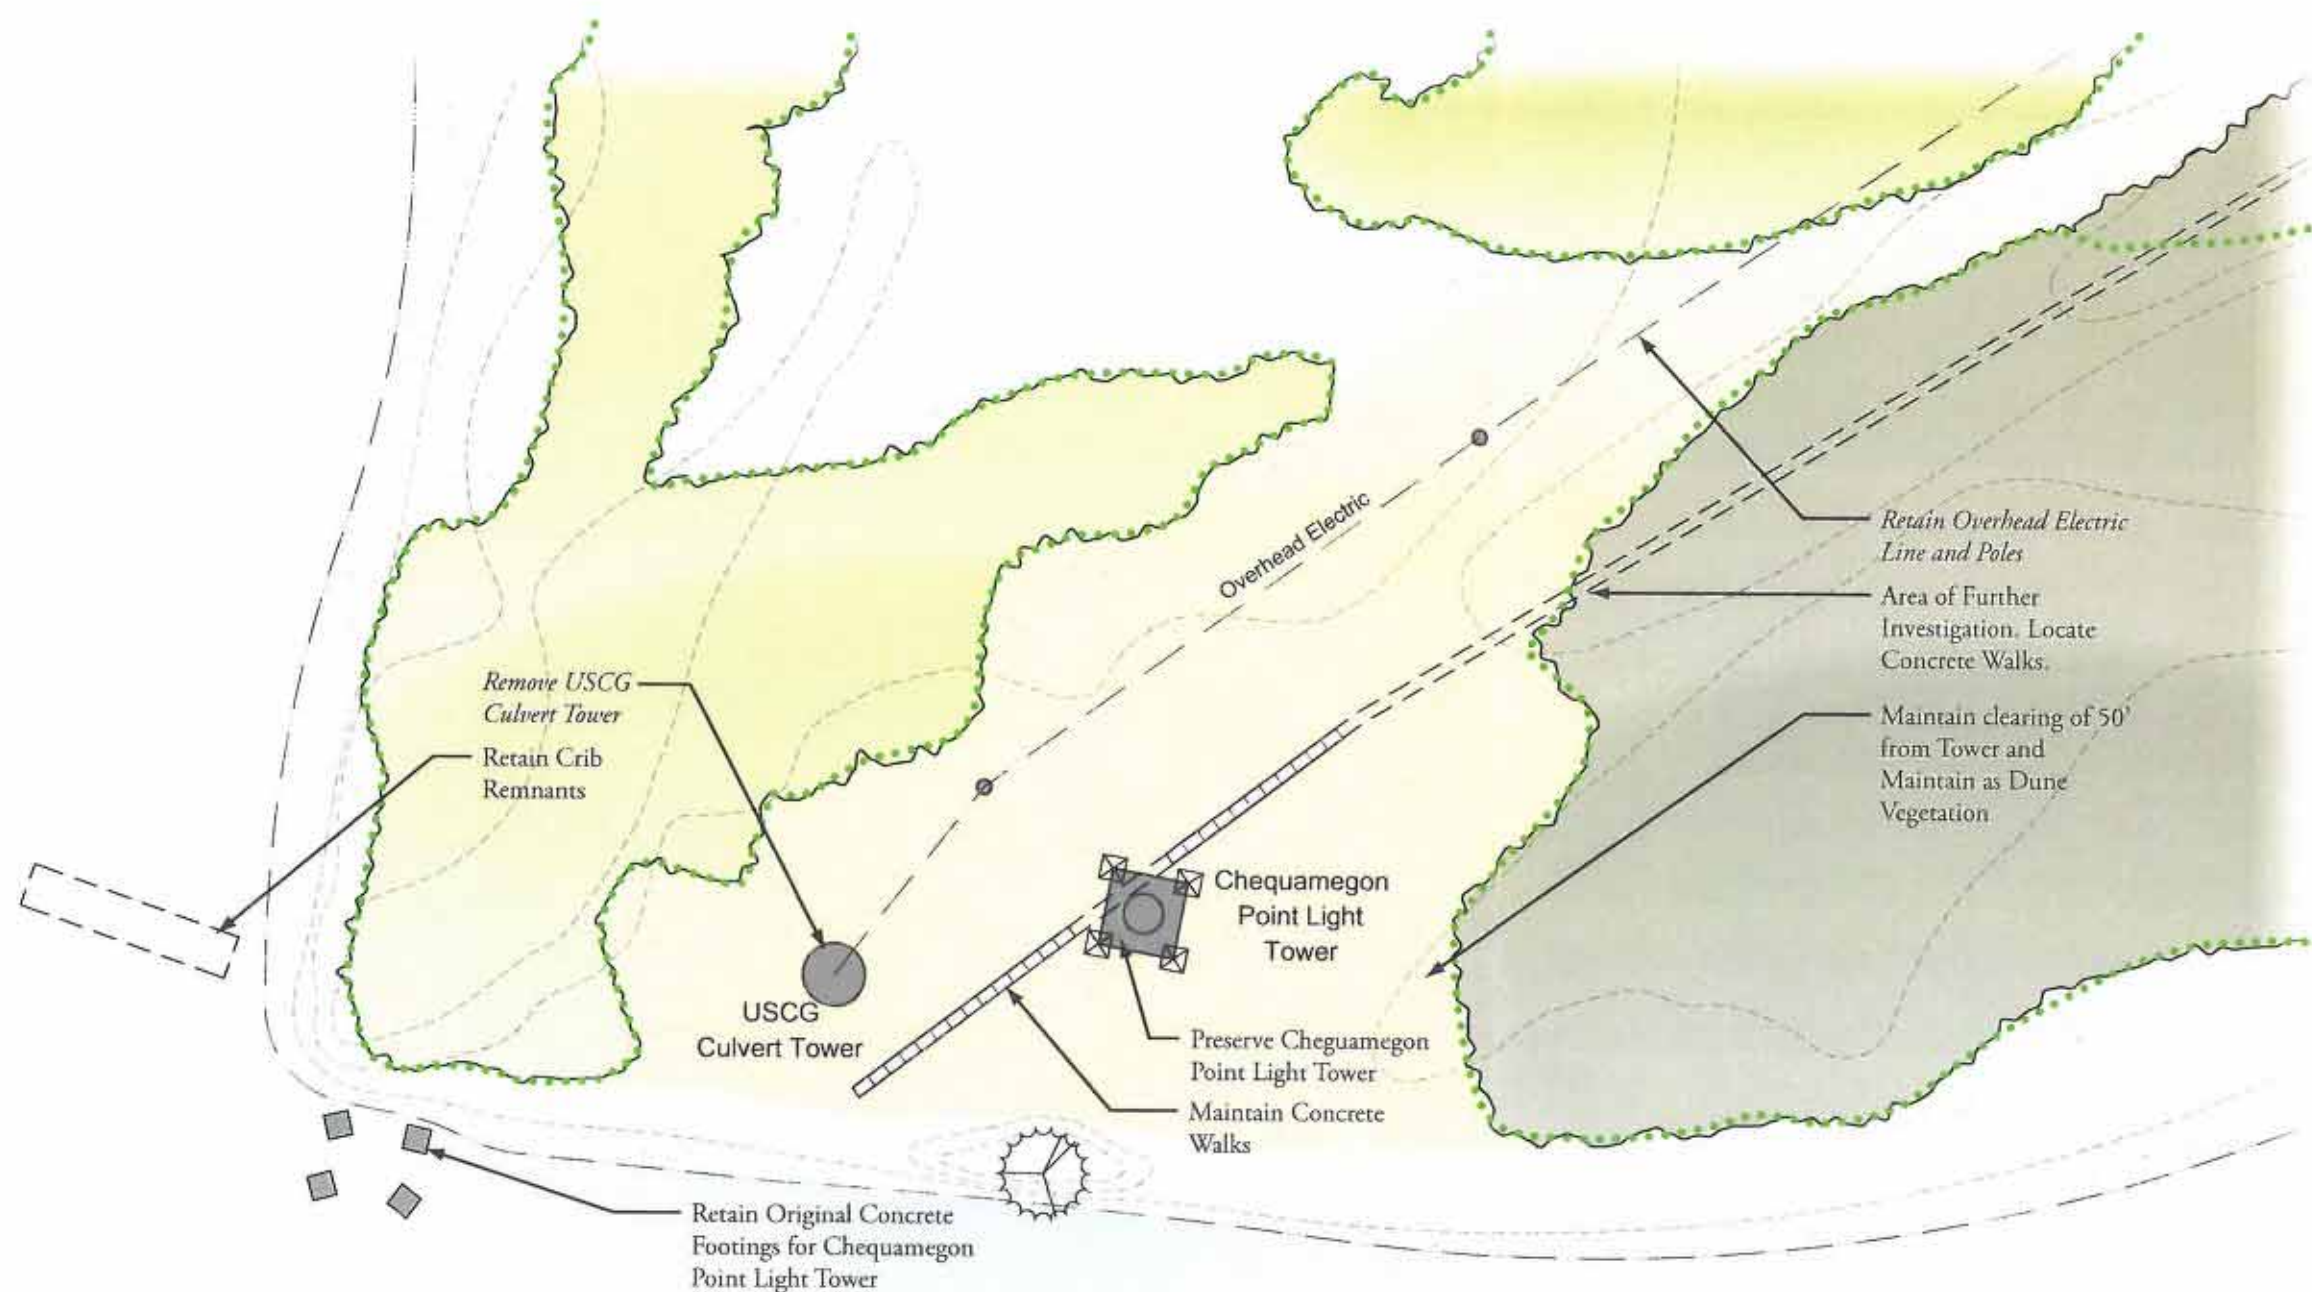 Overhead Electric
Retain Overhead Electric
Line and Poles
Area of Further
Investigation. Locate
Concrete Walks.
Remove USCG
Culvert Tower
Retain Crib
Remnants
Maintain clearing of 50'
from Tower and
Maintain as Dune
Vegetation
Chequamegon
Point Light
Tower
USCG
Culvert Tower
Preserve Cheguamegon
Point Light Tower
Maintain Concrete
Walks
Retain Original Concrete
Footings for Chequamegon
Point Light Tower